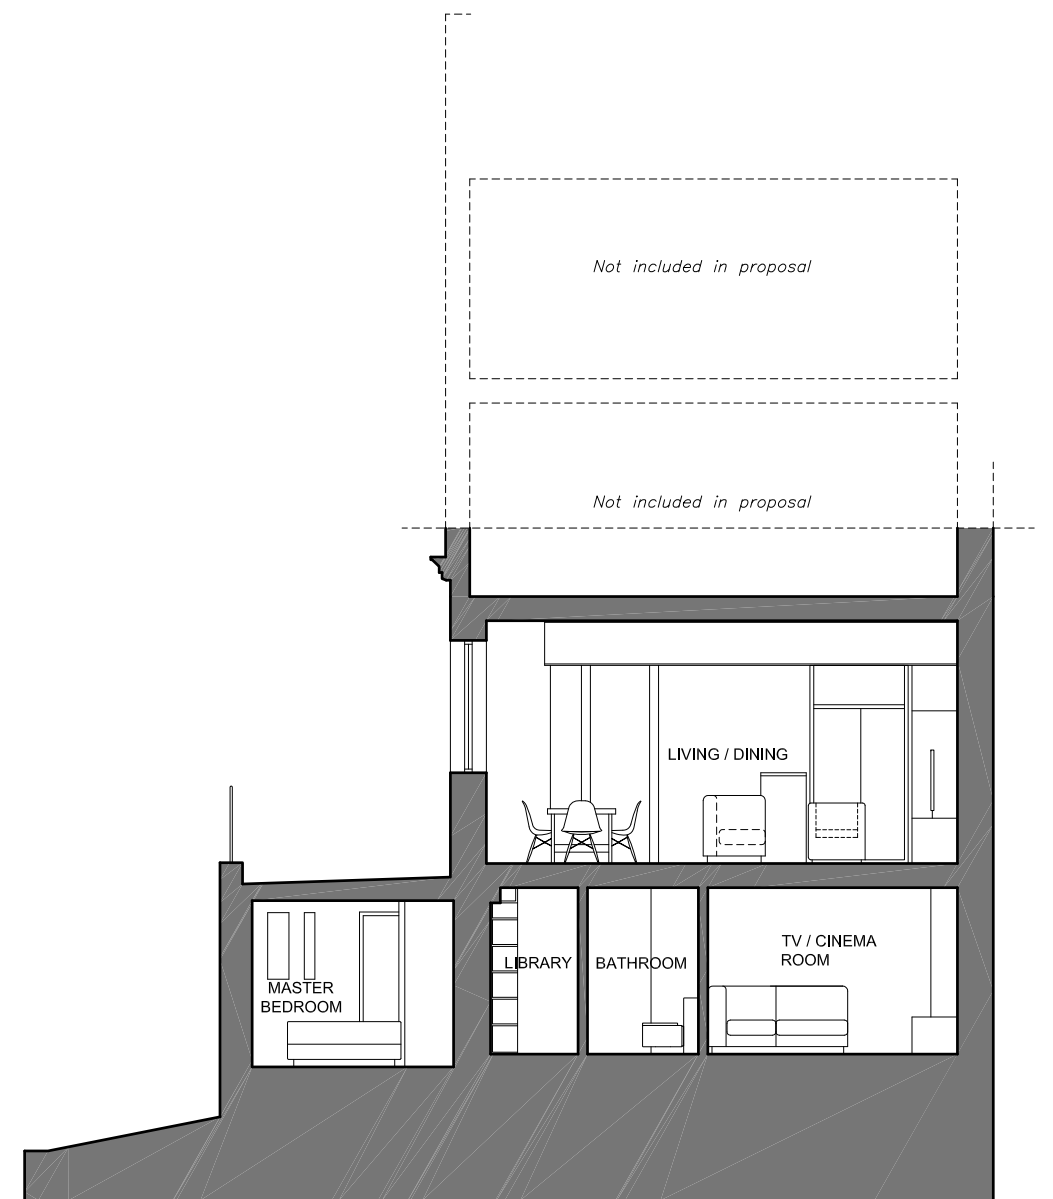 Not included in proposal
Not included in proposal
LIVING / DINING
MASTER
BEDROOM
LIBRARY
BATHROOM
TV / CINEMA
ROOM